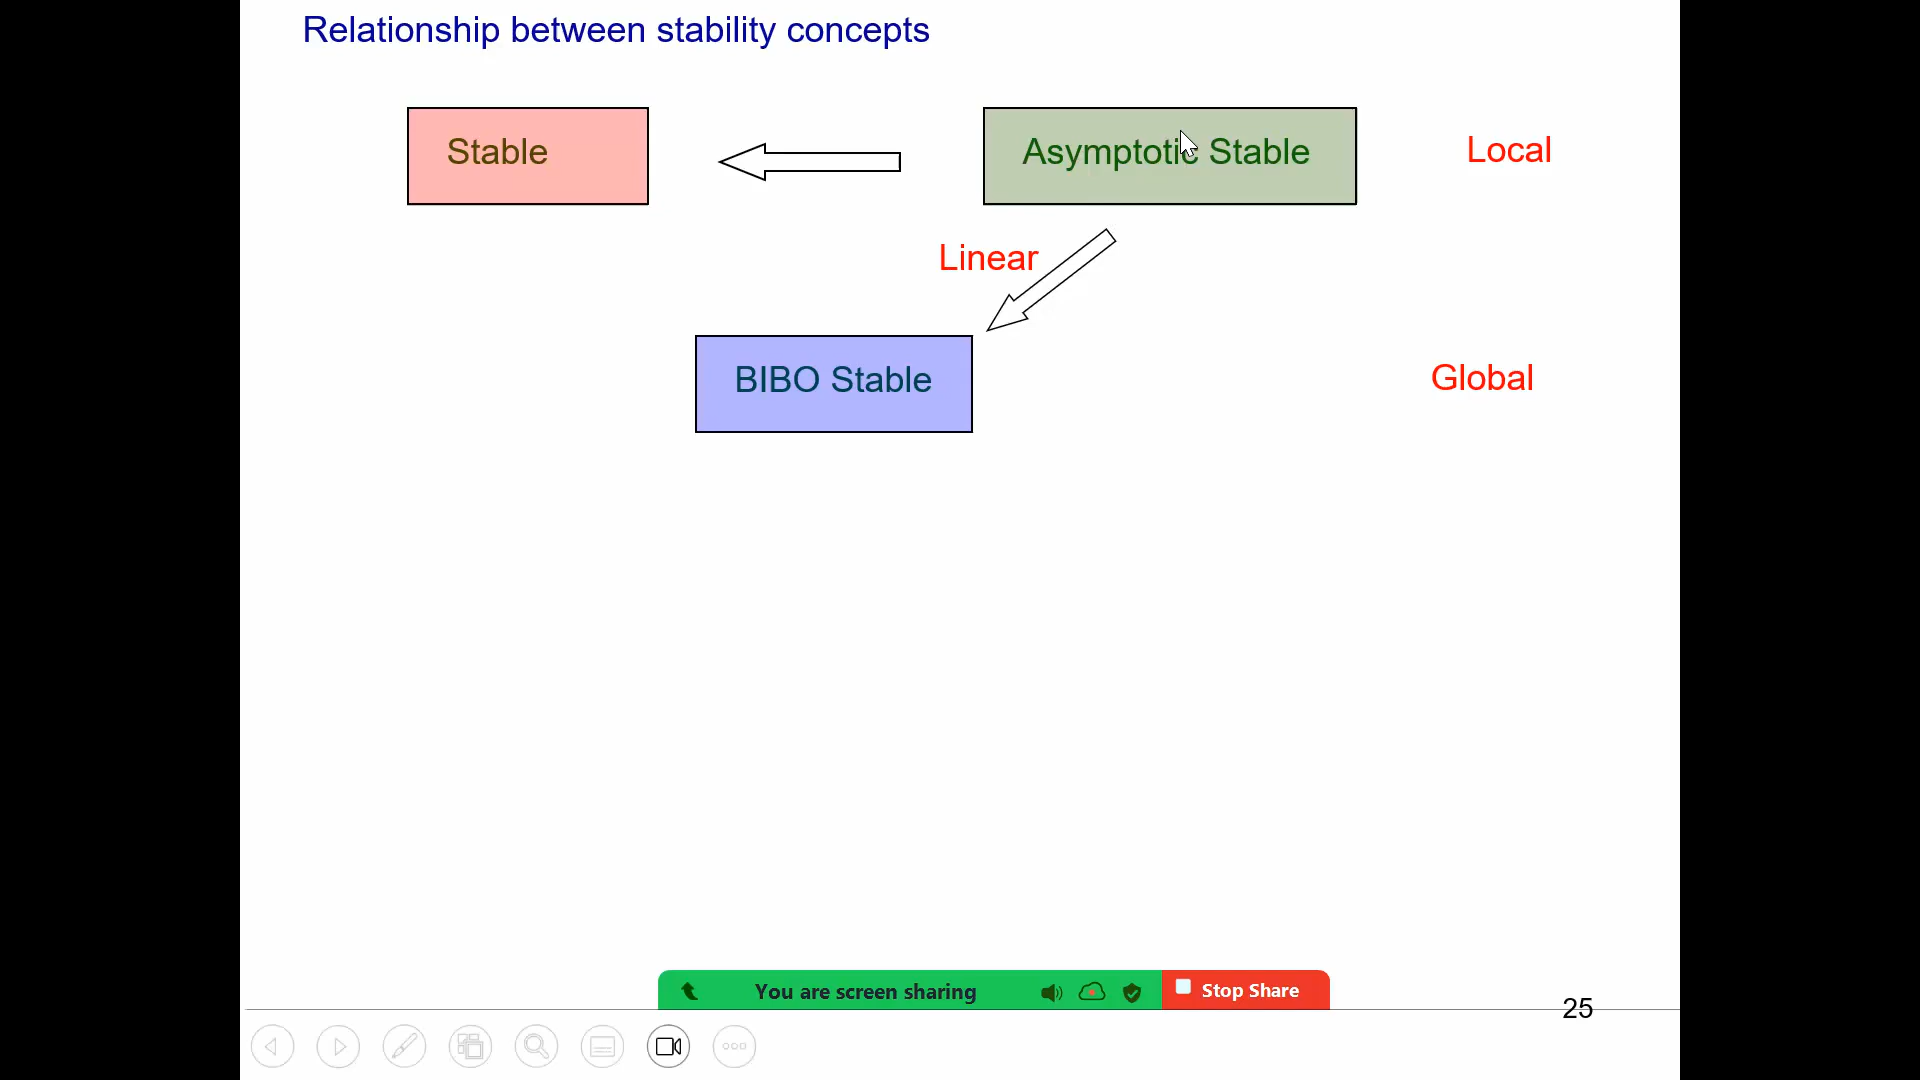 Relationship between stability concepts
Stable
Asymptotic Stable
Local
Linear
BIBO Stable
Global
You are screen sharing
Stop Share
25